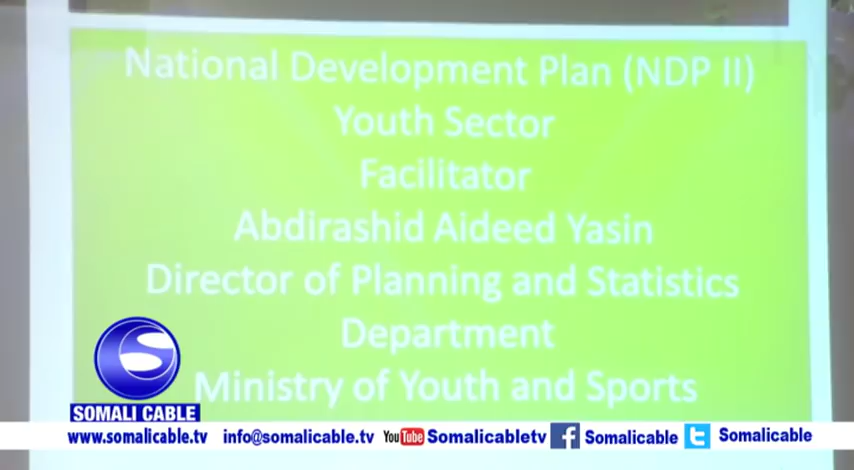 National Development Plan (NDP II)
Youth Sector
Facilitator
Abdirashid Aideed Yasin
Director of Planning and Statistics
Department
Ministry of Youth and Sports
SOMALI CABLE
www.somalicable.tv info@somalicable.tv YouTube Somalicabletv f Somalicable Somalicable